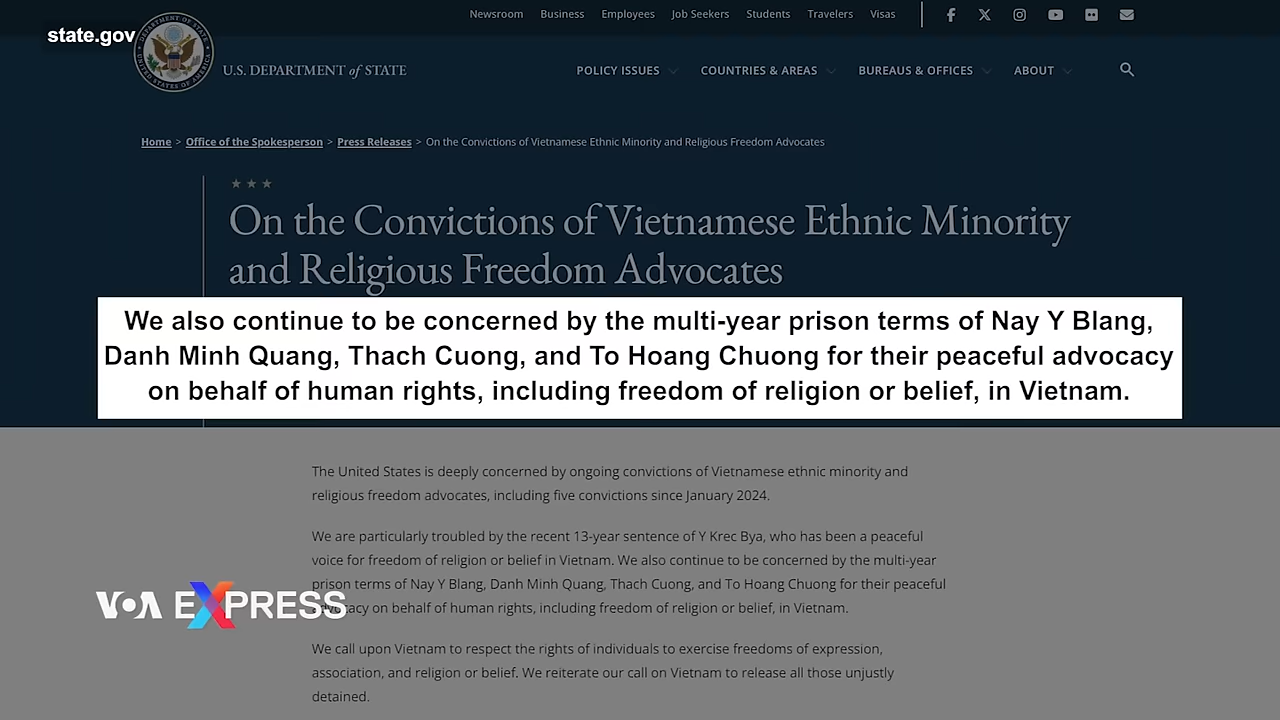 Newsroom Business Employees Job Seekers Students Travelers Visas
state.gov
U.S. DEPARTMENT of STATE
POLICY ISSUES COUNTRIES & AREAS BUREAUS & OFFICES ABOUT
Home > Office of the Spokesperson > Press Releases > On the Convictions of Vietnamese Ethnic Minority and Religious Freedom Advocates
On the Convictions of Vietnamese Ethnic Minority
and Religious Freedom Advocates
We also continue to be concerned by the multi-year prison terms of Nay Y Blang,
Danh Minh Quang, Thach Cuong, and To Hoang Chuong for their peaceful advocacy
on behalf of human rights, including freedom of religion or belief, in Vietnam.
The United States is deeply concerned by ongoing convictions of Vietnamese ethnic minority and
religious freedom advocates, including five convictions since January 2024.
We are particularly troubled by the recent 13-year sentence of Y Krec Bya, who has been a peaceful
voice for freedom of religion or belief in Vietnam. We also continue to be concerned by the multi-year
prison terms of Nay Y Blang, Danh Minh Quang, Thach Cuong, and To Hoang Chuong for their peaceful
advocacy on behalf of human rights, including freedom of religion or belief, in Vietnam.
VOA EXPRESS
We call upon Vietnam to respect the rights of individuals to exercise freedoms of expression,
association, and religion or belief. We reiterate our call on Vietnam to release all those unjustly
detained.